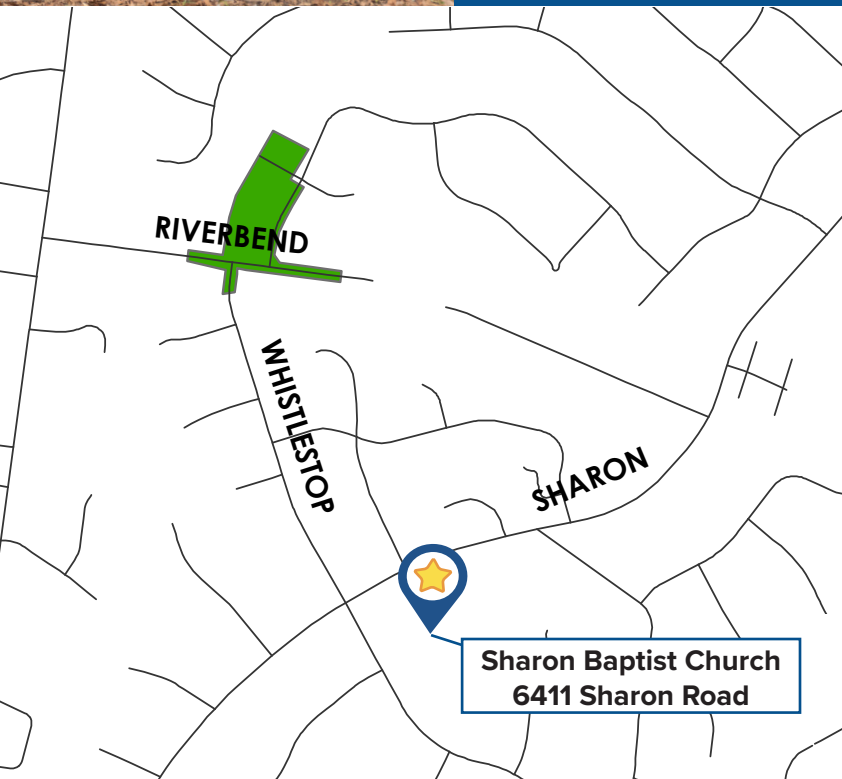 RIVERBEND
WHISTLESTOP
SHARON
Sharon Baptist Church
6411 Sharon Road